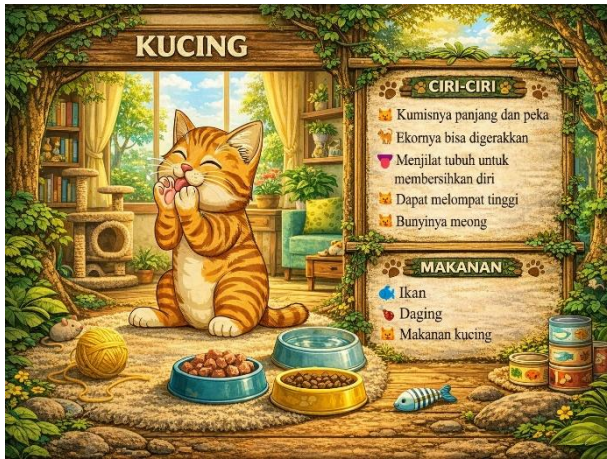 KUCING
CIRI-CIRI
Kumisnya panjang dan peka
Ekornya bisa digerakkan
Menjilat tubuh untuk
membersihkan diri
Dapat melompat tinggi
Bunyinya meong
MAKANAN
Ikan
Daging
Makanan kucing